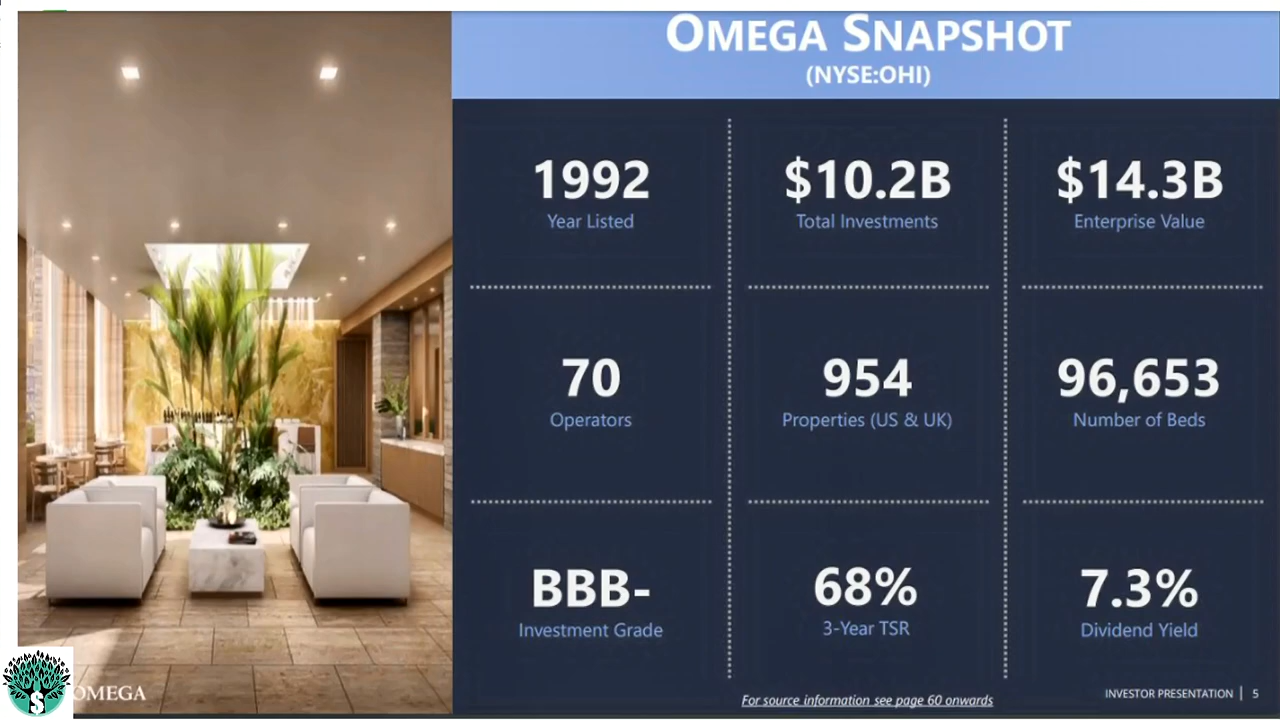 OMEGA SNAPSHOT
(NYSE:OHI)
1992
Year Listed
$10.2B
Total Investments
$14.3B
Enterprise Value
70
Operators
954
Properties (US & UK)
96,653
Number of Beds
BBB-
Investment Grade
68%
3-Year TSR
7.3%
Dividend Yield
OMEGA
For source information see page 60 onwards
INVESTOR PRESENTATION | 5
$